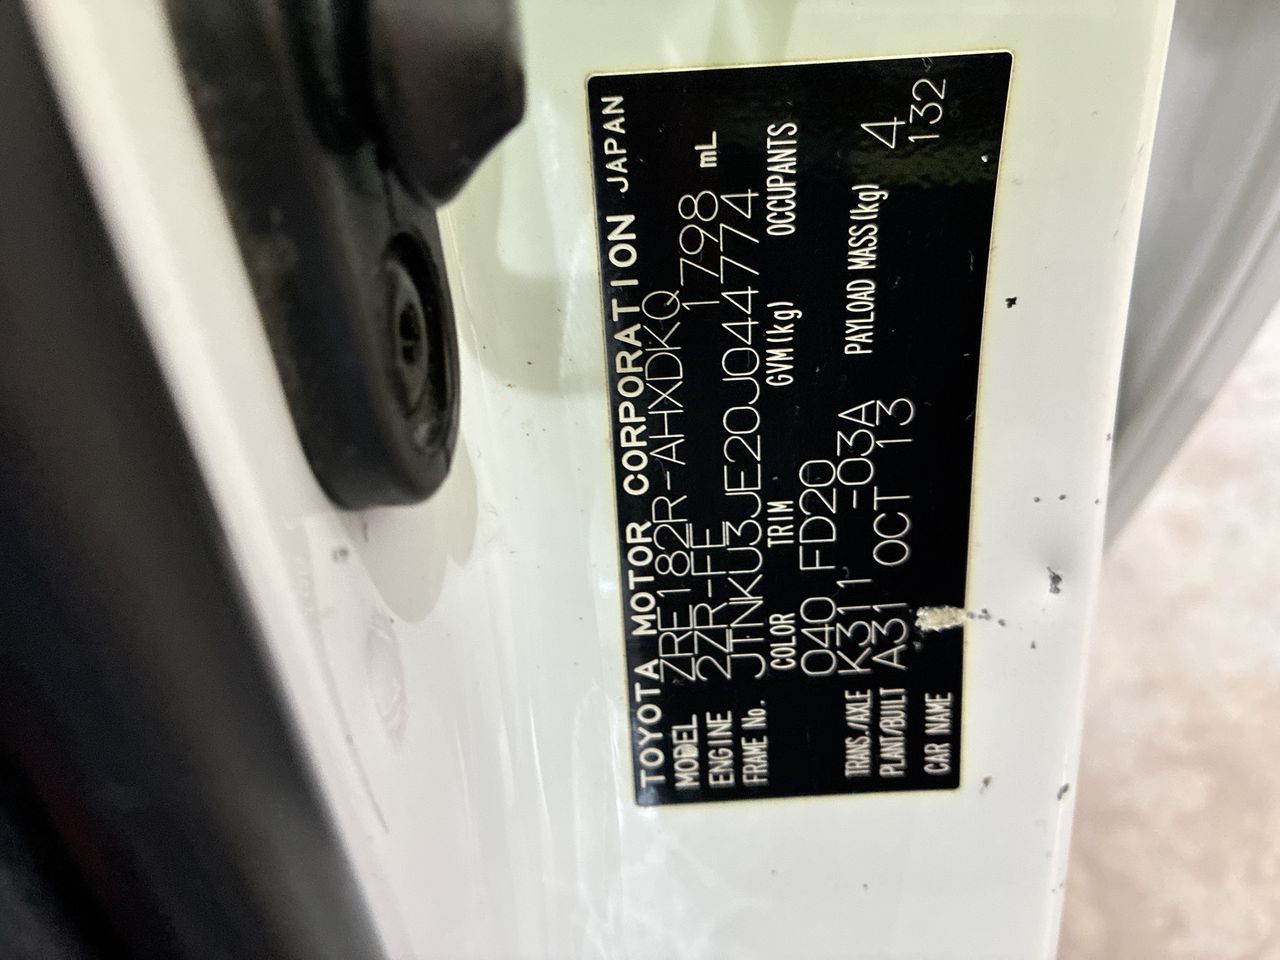 TOYOTA MOTOR CORPORATION JAPAN
MODEL ZRE182R-AHXDKQ
ENGINE 2ZR-FE 1798 mL
FRAME No. JTNKU3JE20J044774
COLOR TRIM GVM(kg) OCCUPANTS
040 FD20
TRANS./AXLE K311 -03A PAYLOAD MASS(kg) 4
PLANT/BUILT A31 OCT 13 132
CAR NAME